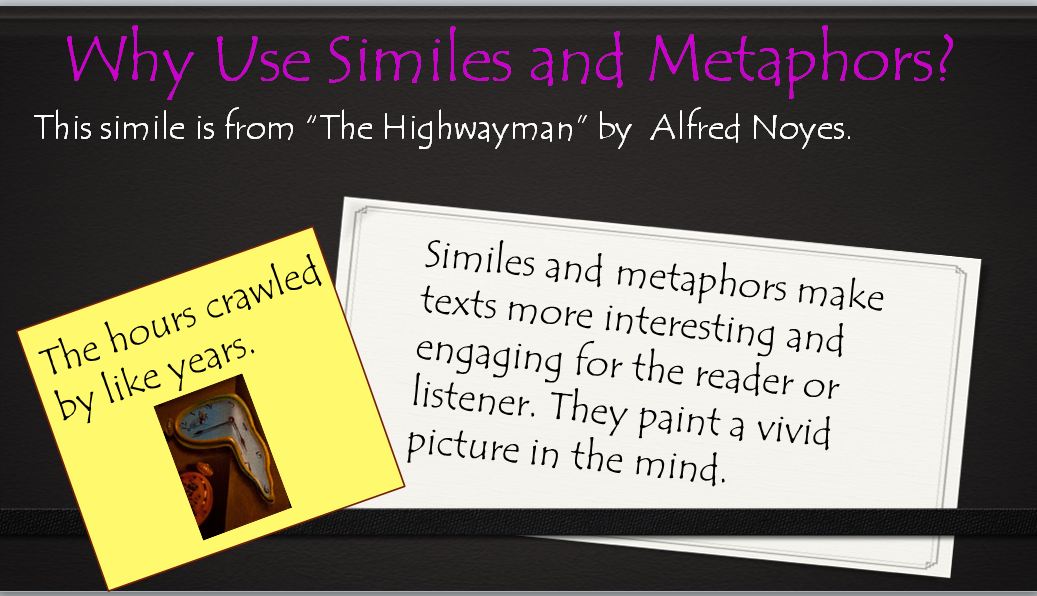 Why Use Similes and Metaphors?
This simile is from “The Highwayman” by Alfred Noyes.
The hours crawled
by like years.
Similes and metaphors make
texts more interesting and
engaging for the reader or
listener. They paint a vivid
picture in the mind.